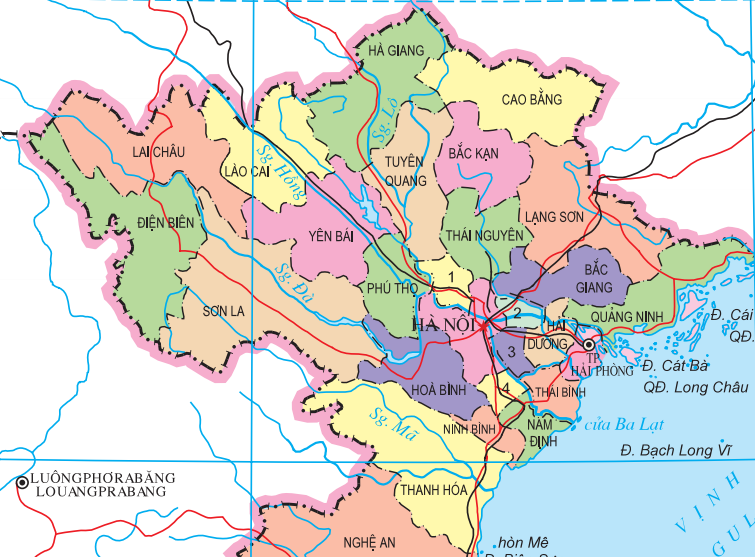 HÀ GIANG
CAO BẰNG
Sg. Lô
LAI CHÂU
LÀO CAI
Sg. Hồng
TUYÊN
QUANG
BẮC KẠN
ĐIỆN BIÊN
YÊN BÁI
THÁI NGUYÊN
LẠNG SƠN
Sg. Đà
PHÚ THỌ
1
BẮC
GIANG
SƠN LA
HÀ NỘI
2
HẢI
DƯƠNG
QUẢNG NINH
Đ. Cái
QĐ.
3
TP.
HẢI PHÒNG
Đ. Cát Bà
QĐ. Long Châu
HOÀ BÌNH
4
THÁI BÌNH
Sg. Mã
NINH BÌNH
NAM
ĐỊNH
cửa Ba Lạt
Đ. Bạch Long Vĩ
LUÔNGPHƠRABĂNG
LOUANGPRABANG
THANH HÓA
VỊNH
GUL
NGHỆ AN
hòn Mê